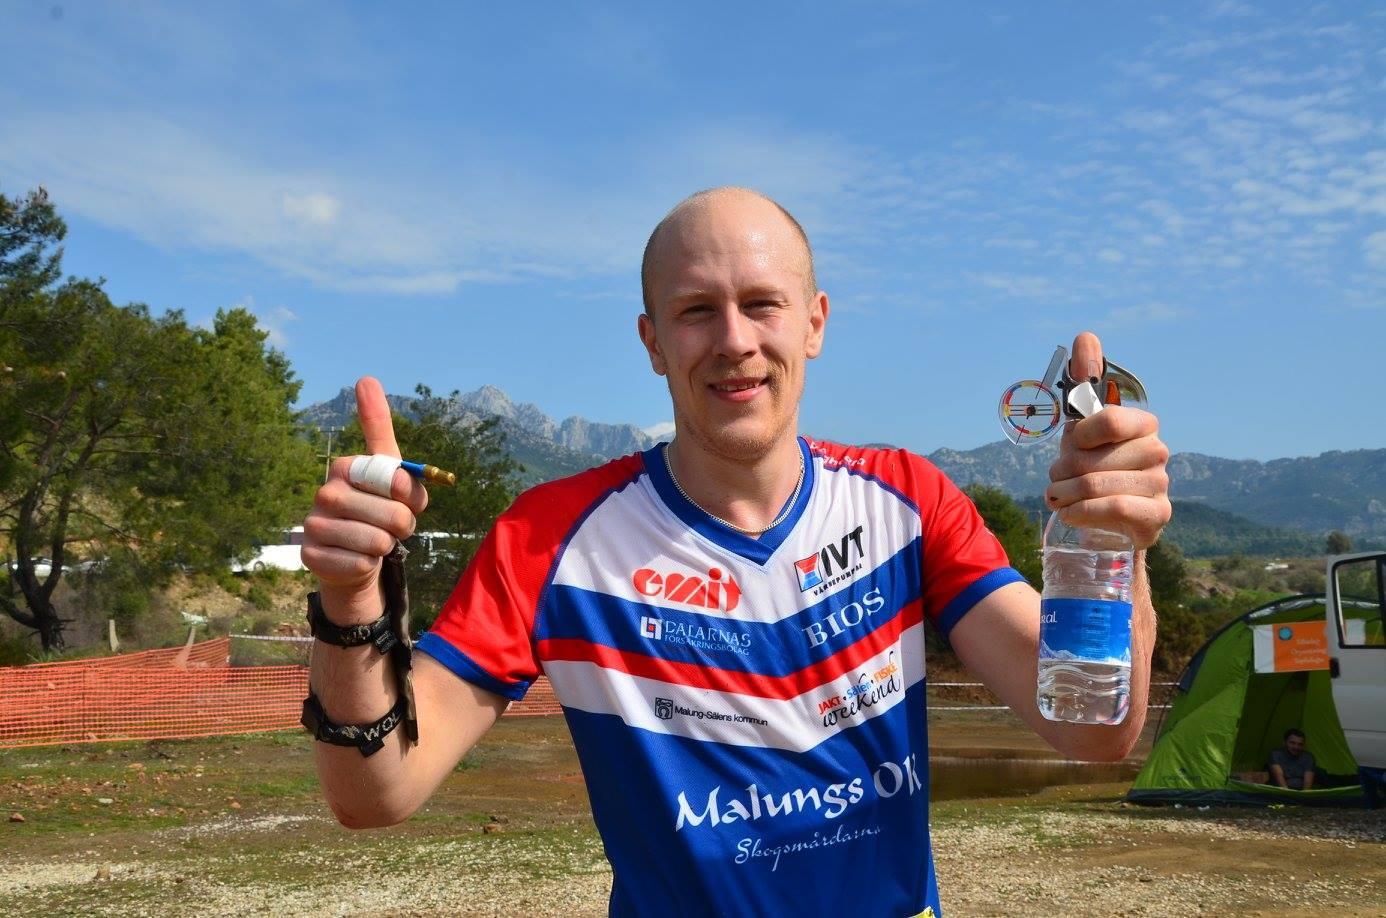 emit
IVT
VÄRMEPUMPAR
DALARNAS
FÖRSÄKRINGSBOLAG
BIOS
JAKT Sälen FISKE
weekend
Malung-Sälens kommun
Malungs OK
Skogsmårdarna